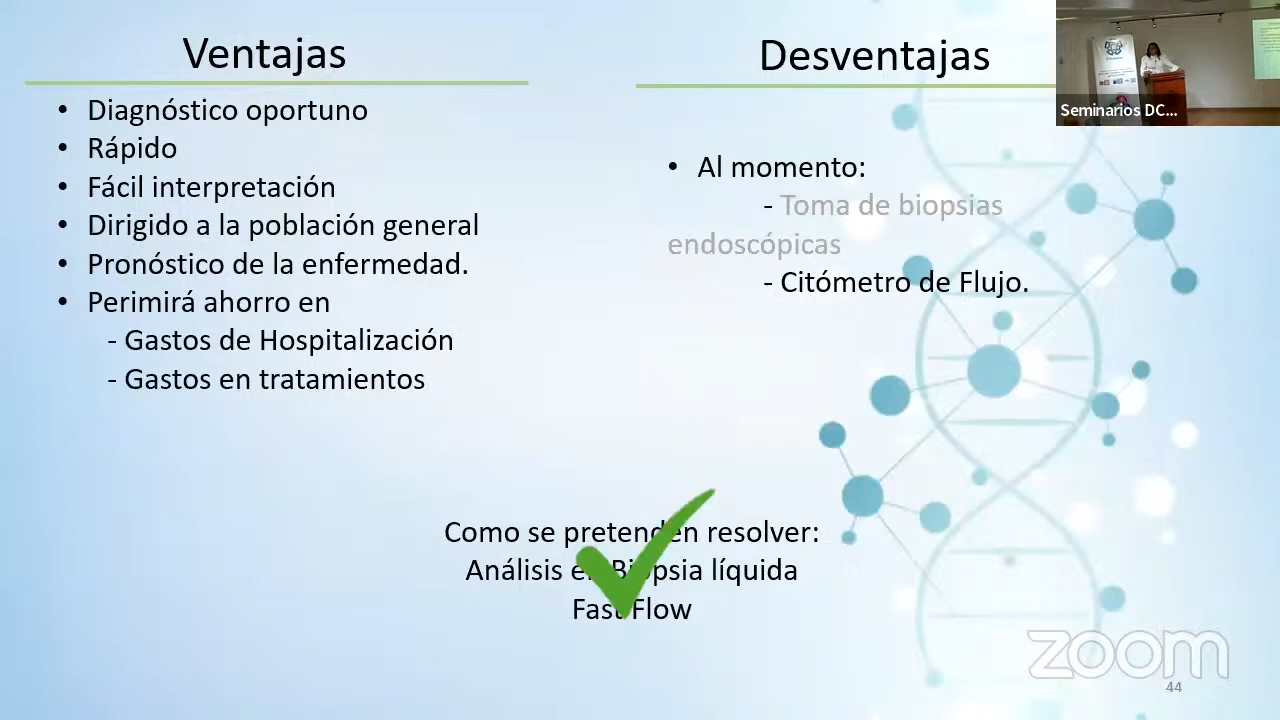 Ventajas
• Diagnóstico oportuno
• Rápido
• Fácil interpretación
• Dirigido a la población general
• Pronóstico de la enfermedad.
• Perimirá ahorro en
- Gastos de Hospitalización
- Gastos en tratamientos
Desventajas
• Al momento:
- Toma de biopsias
endoscópicas
- Citómetro de Flujo.
Como se pretenden resolver:
Análisis en Biopsia líquida
Fast Flow
Seminarios DC...
zoom
44